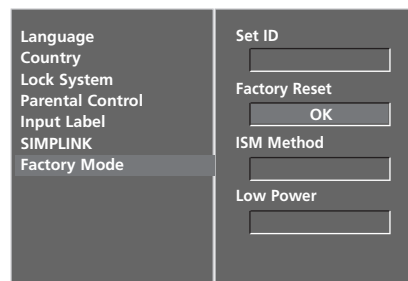 Language
Country
Lock System
Parental Control
Input Label
SIMPLINK
Factory Mode
Set ID
Factory Reset
OK
ISM Method
Low Power